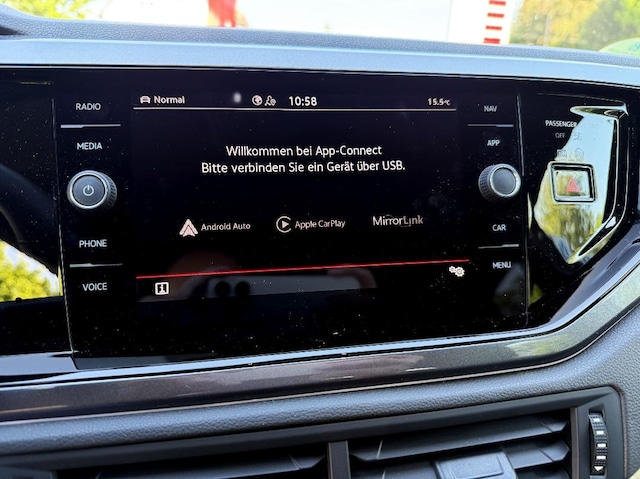 RADIO
MEDIA
PHONE
VOICE
Normal
10:58
15.5°C
Willkommen bei App-Connect
Bitte verbinden Sie ein Gerät über USB.
Android Auto
Apple CarPlay
MirrorLink
NAV
APP
CAR
MENU
PASSENGER
OFF